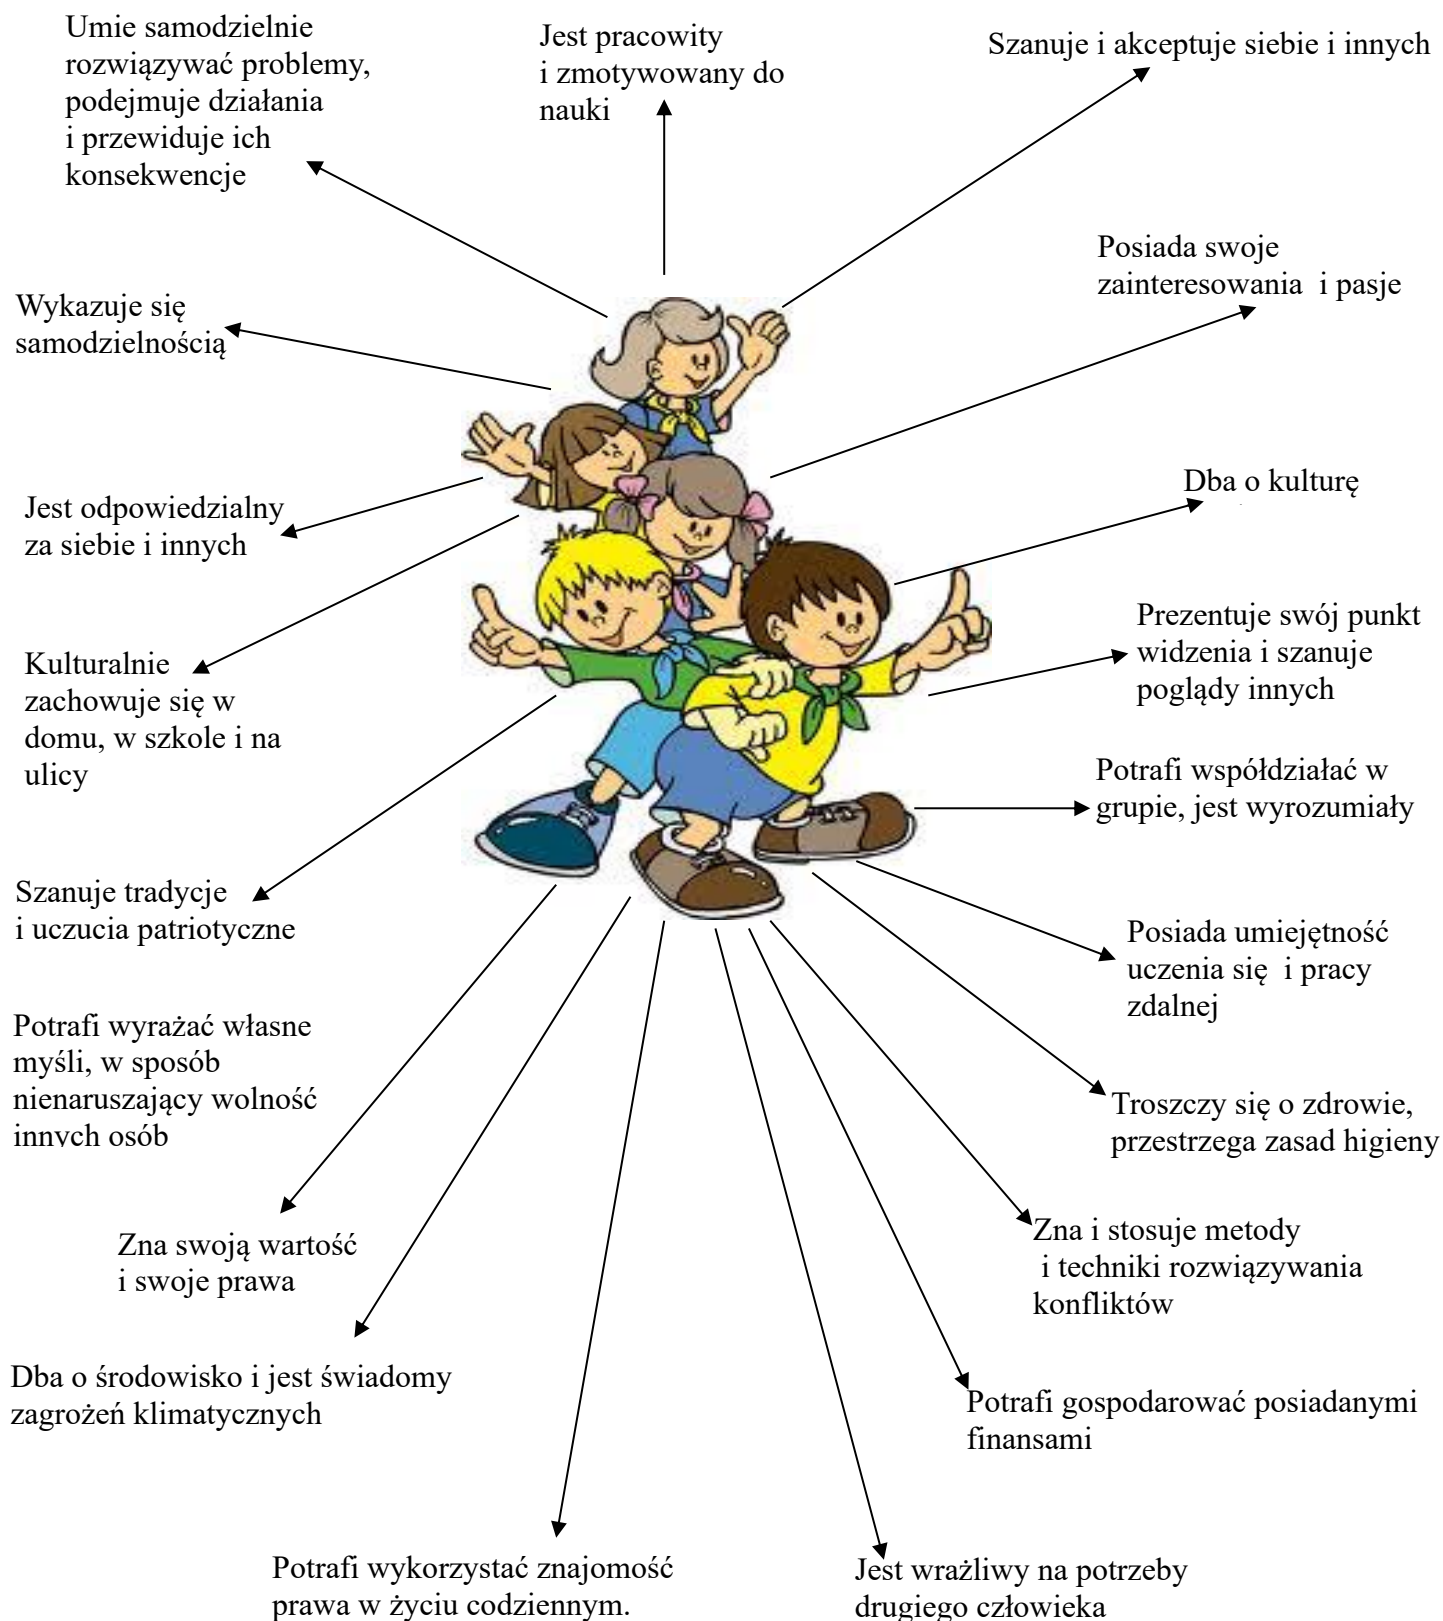 Umie samodzielnie
rozwiązywać problemy,
podejmuje działania
i przewiduje ich
konsekwencje
Jest pracowity
i zmotywowany do
nauki
Szanuje i akceptuje siebie i innych
Posiada swoje
zainteresowania i pasje
Wykazuje się
samodzielnością
Dba o kulturę
Jest odpowiedzialny
za siebie i innych
Prezentuje swój punkt
widzenia i szanuje
poglądy innych
Kulturalnie
zachowuje się w
domu, w szkole i na
ulicy
Potrafi współdziałać w
grupie, jest wyrozumiały
Szanuje tradycje
i uczucia patriotyczne
Posiada umiejętność
uczenia się i pracy
zdalnej
Potrafi wyrażać własne
myśli, w sposób
nienaruszający wolność
innych osób
Troszczy się o zdrowie,
przestrzega zasad higieny
Zna swoją wartość
i swoje prawa
Zna i stosuje metody
i techniki rozwiązywania
konfliktów
Dba o środowisko i jest świadomy
zagrożeń klimatycznych
Potrafi gospodarować posiadanymi
finansami
Potrafi wykorzystać znajomość
prawa w życiu codziennym.
Jest wrażliwy na potrzeby
drugiego człowieka